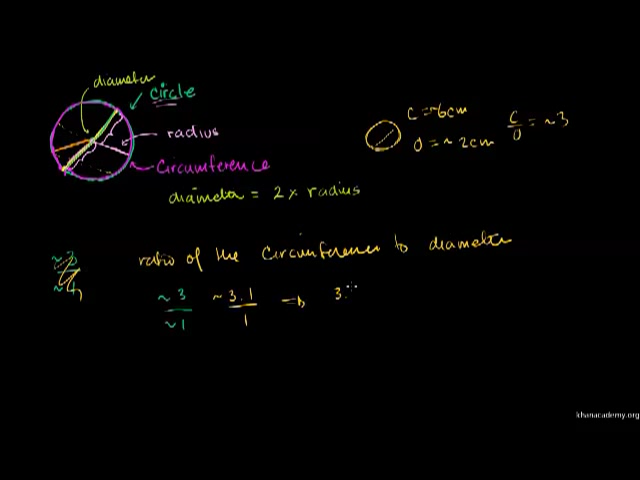 diameter
circle
radius
Circumference
diameter = 2 x radius
C = ~6cm
D = ~2cm
C/D = ~3
ratio of the circumference to diameter
~3/~1 ~3.1/1 → 3.
khanacademy.org